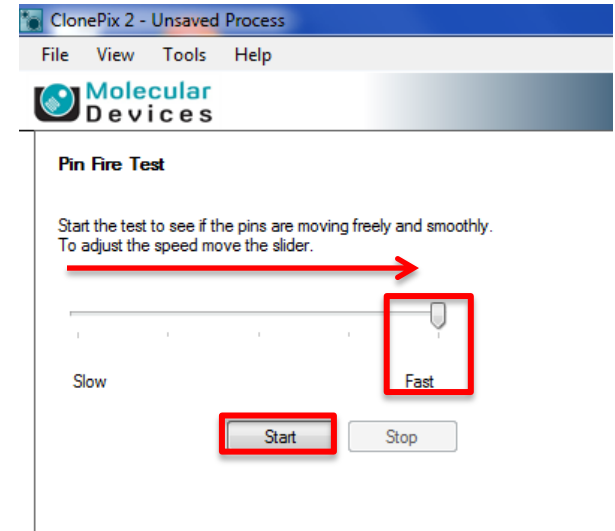 ClonePix 2 - Unsaved Process
File View Tools Help
Molecular
Devices
Pin Fire Test
Start the test to see if the pins are moving freely and smoothly.
To adjust the speed move the slider.
Slow Fast
Start Stop